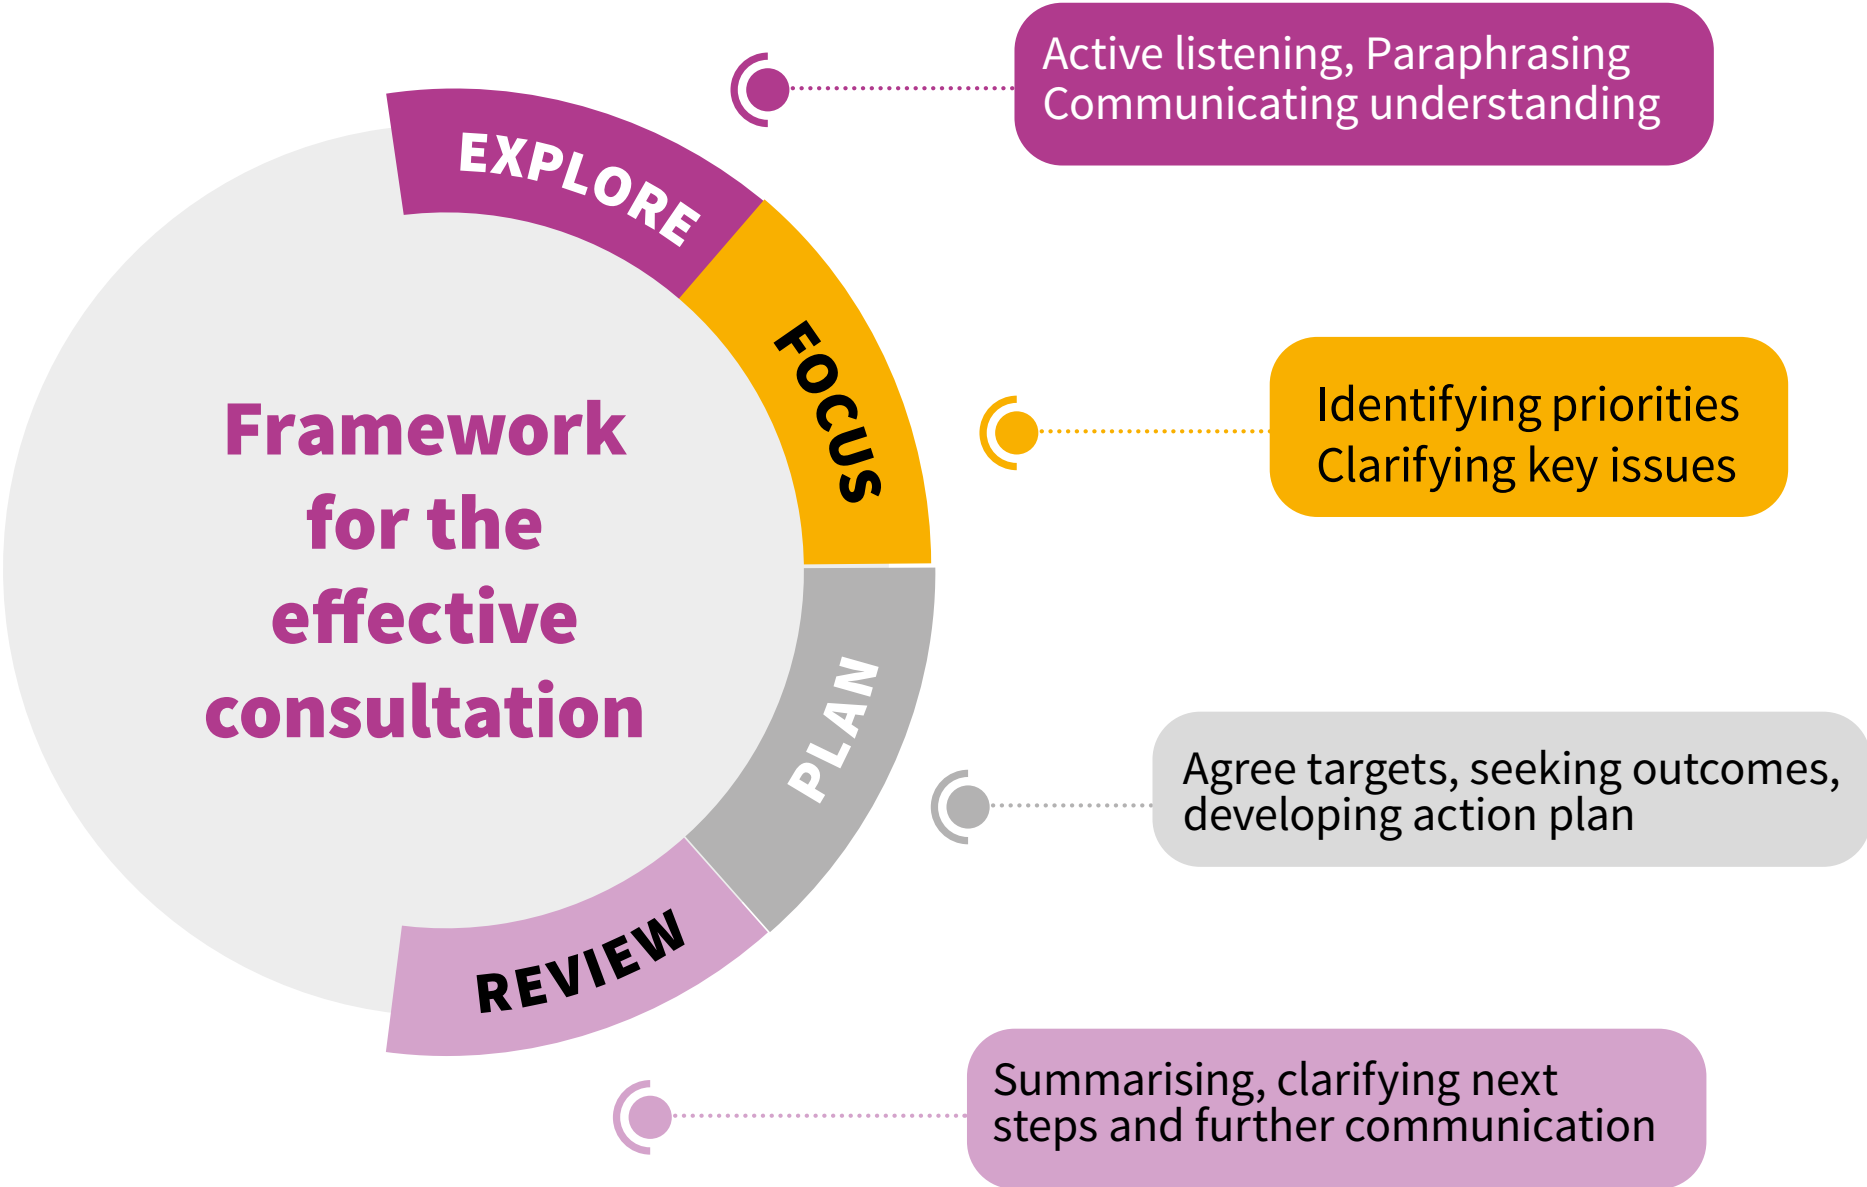 Framework
for the
effective
consultation
EXPLORE
Active listening, Paraphrasing
Communicating understanding
FOCUS
Identifying priorities
Clarifying key issues
PLAN
Agree targets, seeking outcomes,
developing action plan
REVIEW
Summarising, clarifying next
steps and further communication